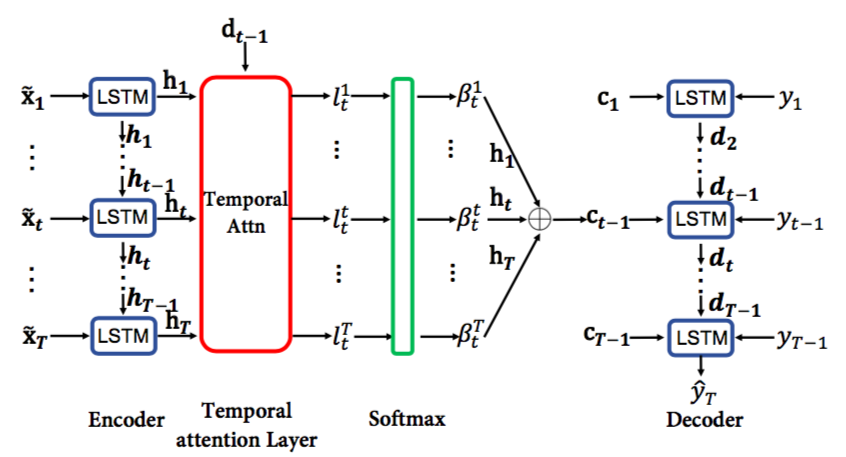 d_{t−1}
x̃_1 LSTM h_1 l_t^1 β_t^1 c_1 LSTM y_1
h_1 h_1 d_2
⋮ ⋮ ⋮ ⋮ ⋮
h_{t−1} d_{t−1}
x̃_t LSTM h_t Temporal l_t^t β_t^t h_t ⊕ c_{t−1} LSTM y_{t−1}
Attn
h_t h_T d_t
⋮ ⋮ ⋮ ⋮ ⋮
h_{T−1} d_{T−1}
x̃_T LSTM h_T l_t^T β_t^T c_{T−1} LSTM y_{T−1}
ŷ_T
Encoder Temporal Softmax Decoder
attention Layer